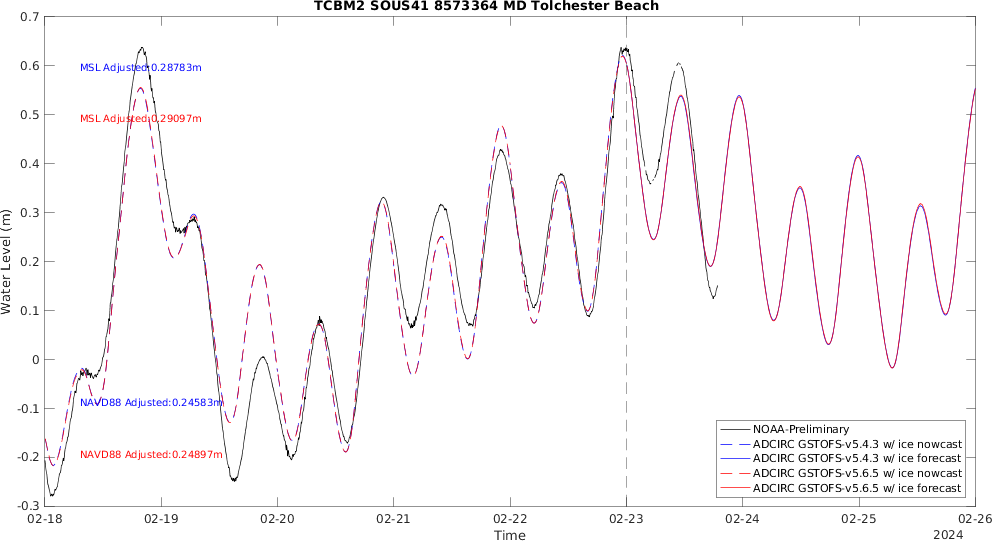 TCBM2 SOUS41 8573364 MD Tolchester Beach
0.7
0.6
0.5
0.4
0.3
0.2
0.1
0
-0.1
-0.2
-0.3
Water Level (m)
MSL Adjusted:0.28783m
MSL Adjusted:0.29097m
NAVD88 Adjusted:0.24583m
NAVD88 Adjusted:0.24897m
NOAA-Preliminary
ADCIRC GSTOFS-v5.4.3 w/ ice nowcast
ADCIRC GSTOFS-v5.4.3 w/ ice forecast
ADCIRC GSTOFS-v5.6.5 w/ ice nowcast
ADCIRC GSTOFS-v5.6.5 w/ ice forecast
02-18 02-19 02-20 02-21 02-22 02-23 02-24 02-25 02-26
Time
2024